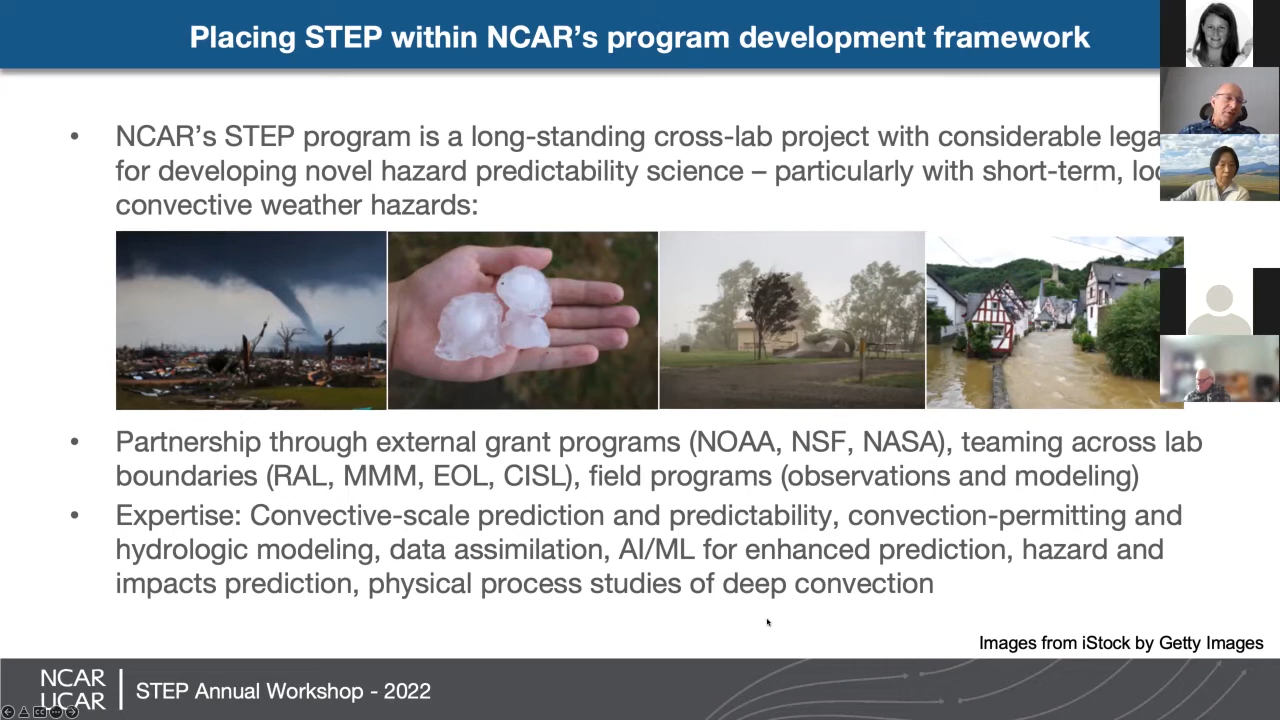 Placing STEP within NCAR’s program development framework
• NCAR’s STEP program is a long-standing cross-lab project with considerable
for developing novel hazard predictability science – particularly with short-term,
convective weather hazards:
• Partnership through external grant programs (NOAA, NSF, NASA), teaming across lab
boundaries (RAL, MMM, EOL, CISL), field programs (observations and modeling)
• Expertise: Convective-scale prediction and predictability, convection-permitting and
hydrologic modeling, data assimilation, AI/ML for enhanced prediction, hazard and
impacts prediction, physical process studies of deep convection
Images from iStock by Getty Images
NCAR
UCAR
STEP Annual Workshop - 2022